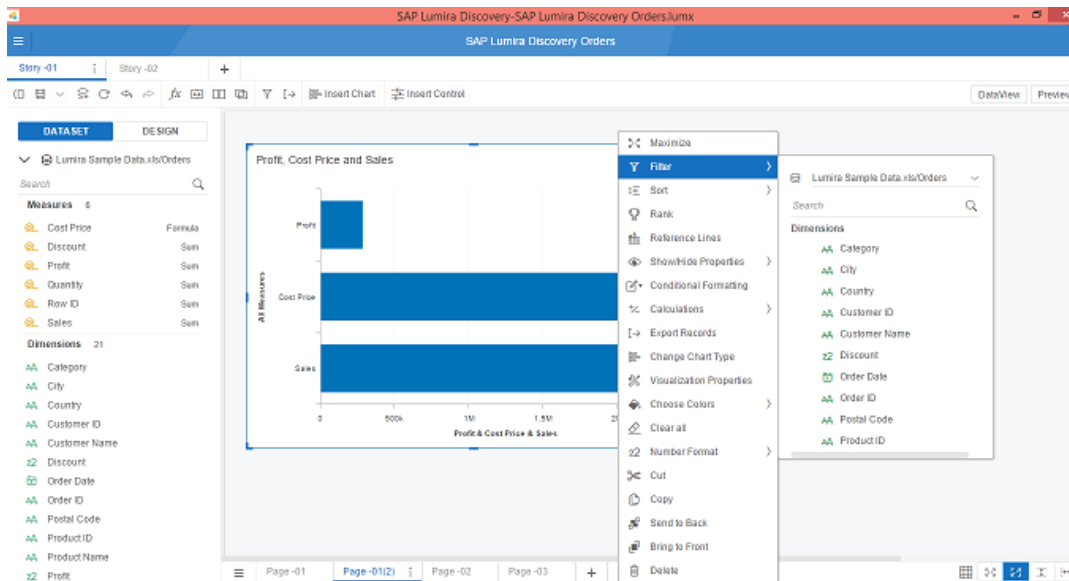 SAP Lumira Discovery-SAP Lumira Discovery Orders.lumx
SAP Lumira Discovery Orders
Story -01
Story -02
Insert Chart
Insert Control
DataView
Preview
DATASET
DESIGN
Lumira Sample Data.xls/Orders
Search
Measures 6
Cost Price Formula
Discount Sum
Profit Sum
Quantity Sum
Row ID Sum
Sales Sum
Dimensions 21
Category
City
Country
Customer ID
Customer Name
Discount
Order Date
Order ID
Postal Code
Product ID
Product Name
Profit
Profit, Cost Price and Sales
All Measures
Profit
Cost Price
Sales
0 500k 1M 1.5M
Profit & Cost Price & Sales
Maximize
Filter
Sort
Rank
Reference Lines
Show/Hide Properties
Conditional Formatting
Calculations
Export Records
Change Chart Type
Visualization Properties
Choose Colors
Clear all
Number Format
Cut
Copy
Send to Back
Bring to Front
Delete
Lumira Sample Data.xls/Orders
Search
Dimensions
Category
City
Country
Customer ID
Customer Name
Discount
Order Date
Order ID
Postal Code
Product ID
Page -01
Page -01(2)
Page -02
Page -03